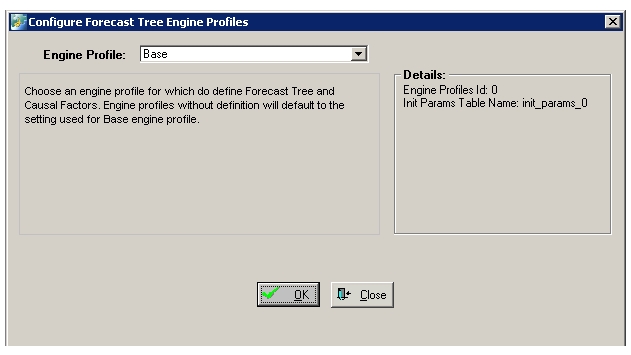 Configure Forecast Tree Engine Profiles
Engine Profile: Base
Choose an engine profile for which do define Forecast Tree and
Causal Factors. Engine profiles without definition will default to the
setting used for Base engine profile.
Details:
Engine Profiles Id: 0
Init Params Table Name: init_params_0
OK
Close